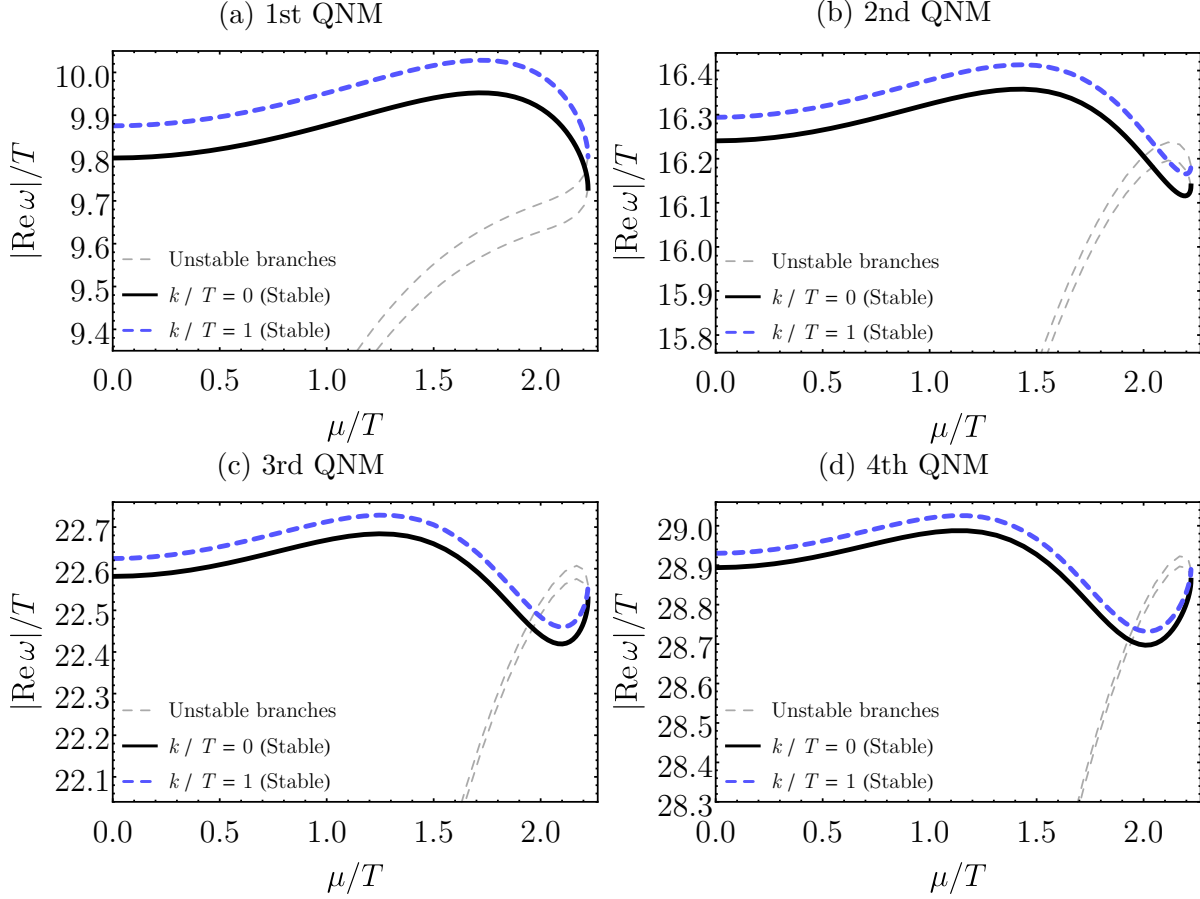 (a) 1st QNM
|Re ω|/T
10.0
9.9
9.8
9.7
9.6
9.5
9.4
Unstable branches
k / T = 0 (Stable)
k / T = 1 (Stable)
0.0 0.5 1.0 1.5 2.0
μ/T
(b) 2nd QNM
|Re ω|/T
16.4
16.3
16.2
16.1
16.0
15.9
15.8
Unstable branches
k / T = 0 (Stable)
k / T = 1 (Stable)
0.0 0.5 1.0 1.5 2.0
μ/T
(c) 3rd QNM
|Re ω|/T
22.7
22.6
22.5
22.4
22.3
22.2
22.1
Unstable branches
k / T = 0 (Stable)
k / T = 1 (Stable)
0.0 0.5 1.0 1.5 2.0
μ/T
(d) 4th QNM
|Re ω|/T
29.0
28.9
28.8
28.7
28.6
28.5
28.4
28.3
Unstable branches
k / T = 0 (Stable)
k / T = 1 (Stable)
0.0 0.5 1.0 1.5 2.0
μ/T